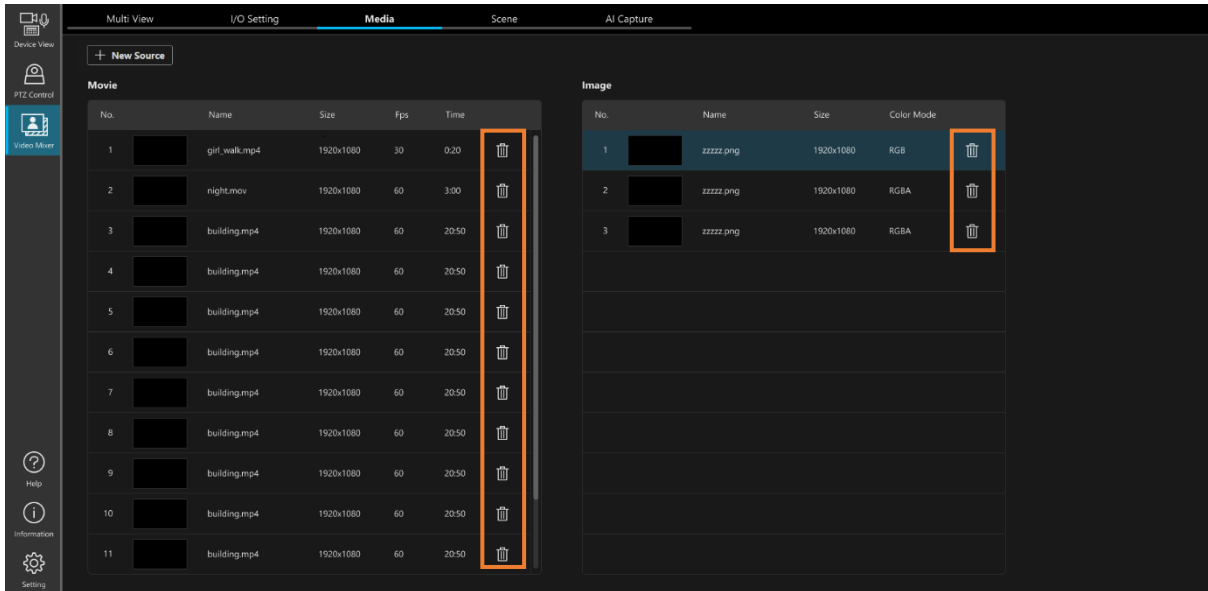 Multi View I/O Setting Media Scene AI Capture
Device View
PTZ Control
Video Mixer
Help
Information
Setting
+ New Source
Movie
No. Name Size Fps Time
1 girl_walk.mp4 1920x1080 30 0:20
2 night.mov 1920x1080 60 3:00
3 building.mp4 1920x1080 60 20:50
4 building.mp4 1920x1080 60 20:50
5 building.mp4 1920x1080 60 20:50
6 building.mp4 1920x1080 60 20:50
7 building.mp4 1920x1080 60 20:50
8 building.mp4 1920x1080 60 20:50
9 building.mp4 1920x1080 60 20:50
10 building.mp4 1920x1080 60 20:50
11 building.mp4 1920x1080 60 20:50
Image
No. Name Size Color Mode
1 zzzzz.png 1920x1080 RGB
2 zzzzz.png 1920x1080 RGBA
3 zzzzz.png 1920x1080 RGBA